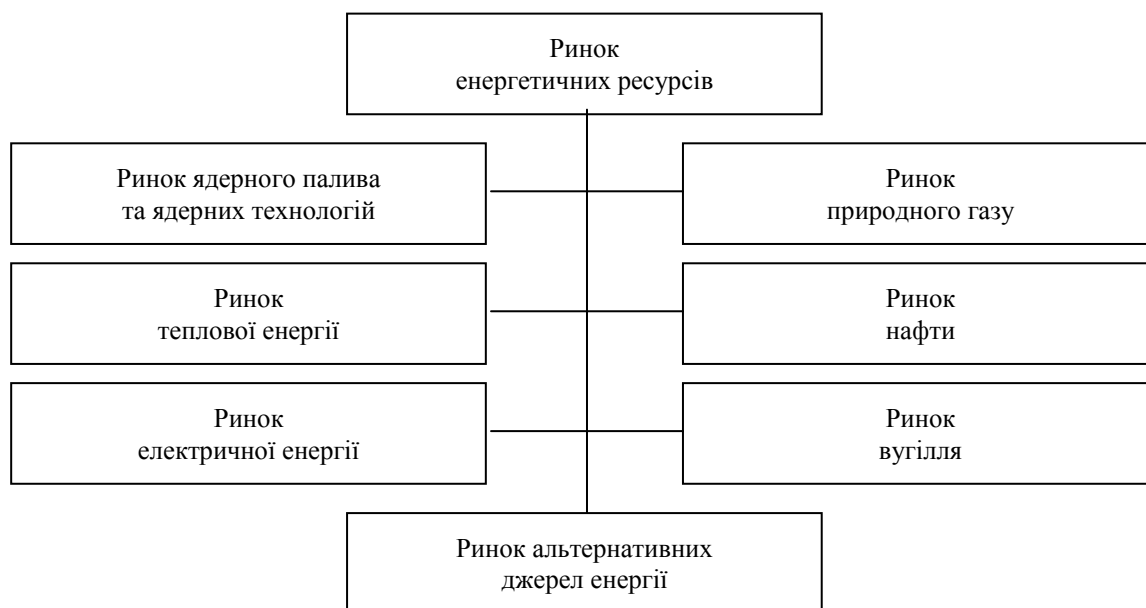 Ринок
енергетичних ресурсів
Ринок ядерного палива
та ядерних технологій
Ринок
природного газу
Ринок
теплової енергії
Ринок
нафти
Ринок
електричної енергії
Ринок
вугілля
Ринок альтернативних
джерел енергії